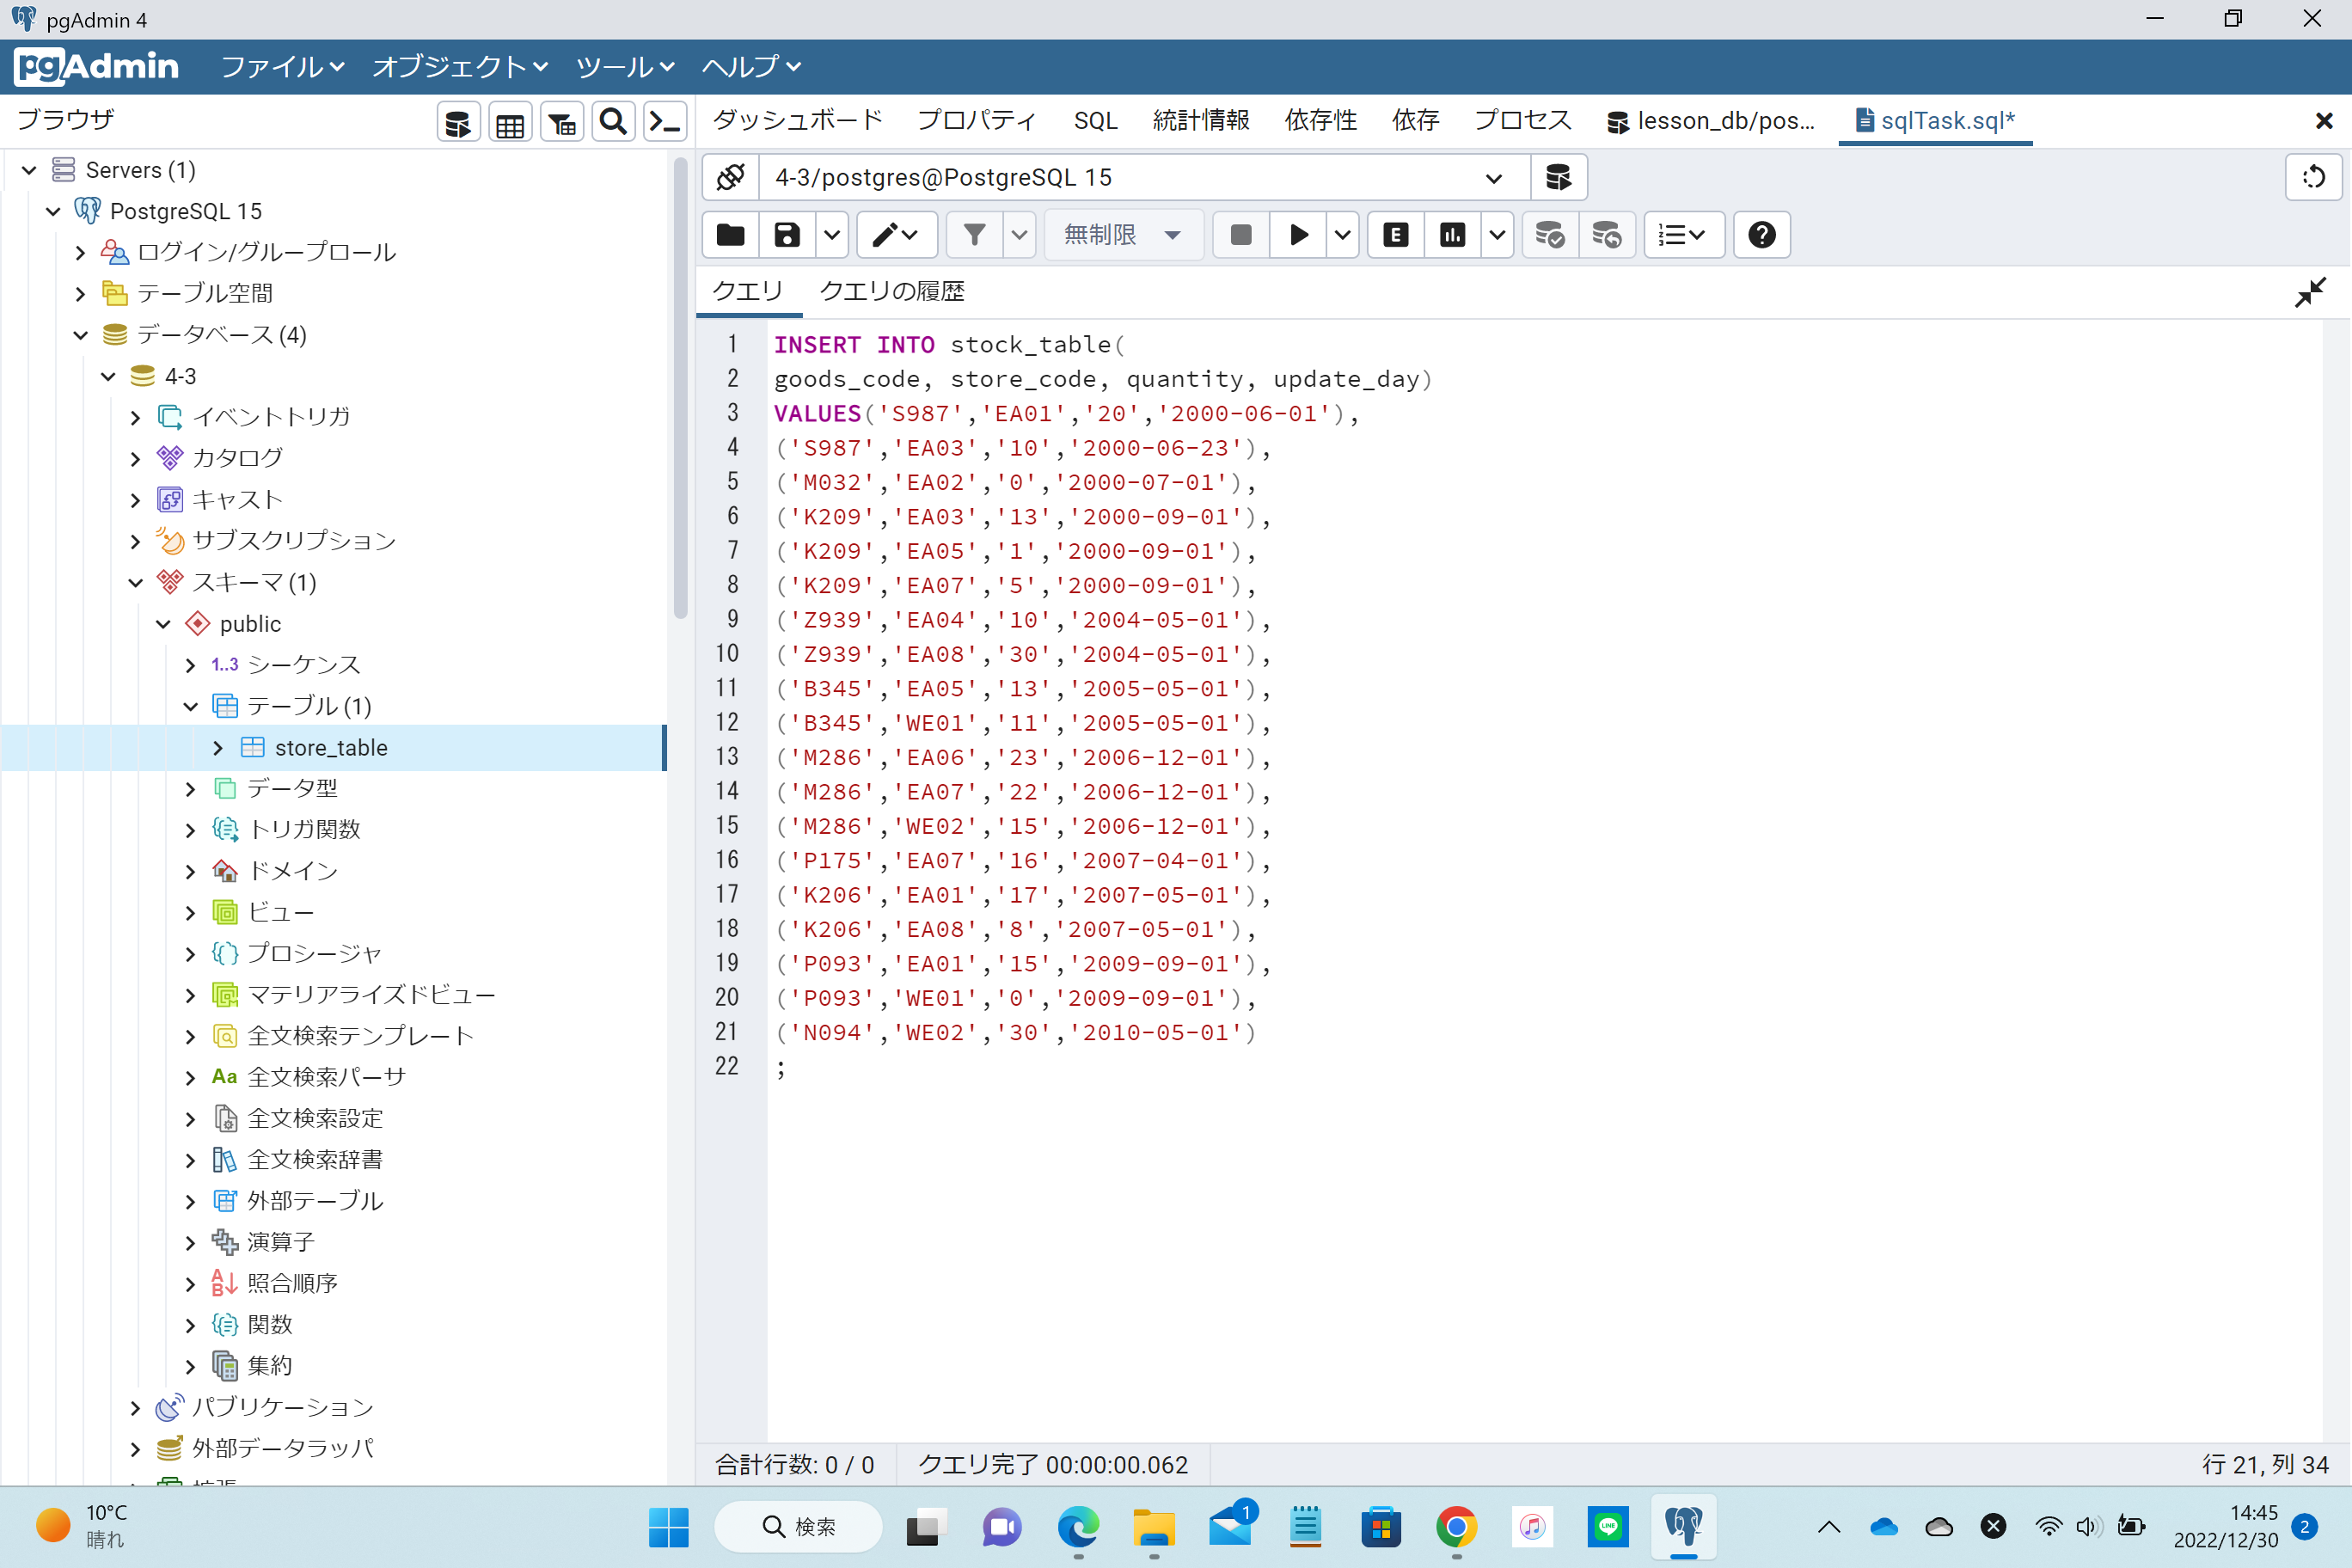 pgAdmin 4
pgAdmin ファイル オブジェクト ツール ヘルプ
ブラウザ
ダッシュボード プロパティ SQL 統計情報 依存性 依存 プロセス lesson_db/pos... sqlTask.sql*
Servers (1)
PostgreSQL 15
ログイン/グループロール
テーブル空間
データベース (4)
4-3
イベントトリガ
カタログ
キャスト
サブスクリプション
スキーマ (1)
public
1..3 シーケンス
テーブル (1)
store_table
データ型
トリガ関数
ドメイン
ビュー
プロシージャ
マテリアライズドビュー
全文検索テンプレート
Aa 全文検索パーサ
全文検索設定
全文検索辞書
外部テーブル
演算子
照合順序
関数
集約
パブリケーション
外部データラッパ
4-3/postgres@PostgreSQL 15
無制限
E
クエリ クエリの履歴
1 INSERT INTO stock_table(
2 goods_code, store_code, quantity, update_day)
3 VALUES('S987','EA01','20','2000-06-01'),
4 ('S987','EA03','10','2000-06-23'),
5 ('M032','EA02','0','2000-07-01'),
6 ('K209','EA03','13','2000-09-01'),
7 ('K209','EA05','1','2000-09-01'),
8 ('K209','EA07','5','2000-09-01'),
9 ('Z939','EA04','10','2004-05-01'),
10 ('Z939','EA08','30','2004-05-01'),
11 ('B345','EA05','13','2005-05-01'),
12 ('B345','WE01','11','2005-05-01'),
13 ('M286','EA06','23','2006-12-01'),
14 ('M286','EA07','22','2006-12-01'),
15 ('M286','WE02','15','2006-12-01'),
16 ('P175','EA07','16','2007-04-01'),
17 ('K206','EA01','17','2007-05-01'),
18 ('K206','EA08','8','2007-05-01'),
19 ('P093','EA01','15','2009-09-01'),
20 ('P093','WE01','0','2009-09-01'),
21 ('N094','WE02','30','2010-05-01')
22 ;
合計行数: 0 / 0 クエリ完了 00:00:00.062 行 21, 列 34
10°C
晴れ
検索
1
LINE
14:45
2022/12/30
2